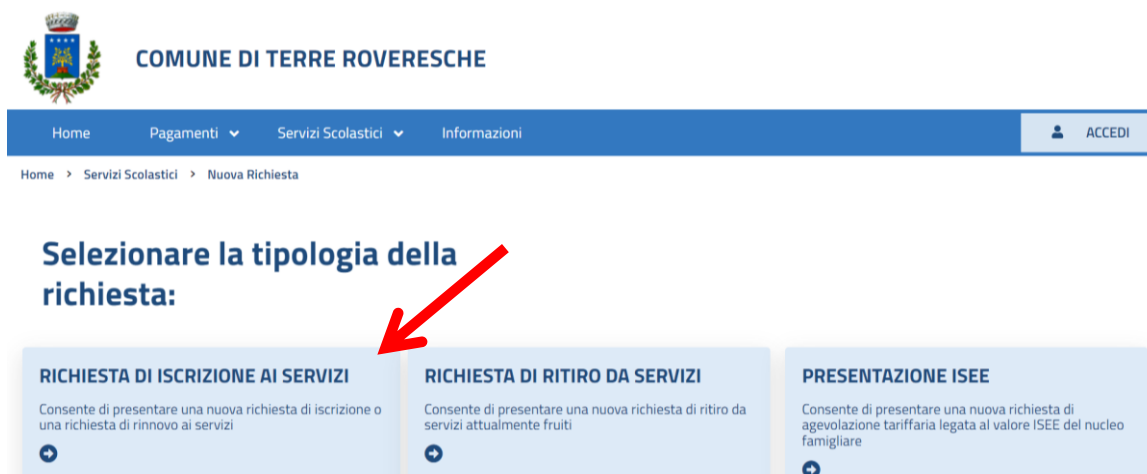 COMUNE DI TERRE ROVERESCHE
Home Pagamenti Servizi Scolastici Informazioni ACCEDI
Home > Servizi Scolastici > Nuova Richiesta
Selezionare la tipologia della
richiesta:
RICHIESTA DI ISCRIZIONE AI SERVIZI
Consente di presentare una nuova richiesta di iscrizione o
una richiesta di rinnovo ai servizi
RICHIESTA DI RITIRO DA SERVIZI
Consente di presentare una nuova richiesta di ritiro da
servizi attualmente fruiti
PRESENTAZIONE ISEE
Consente di presentare una nuova richiesta di
agevolazione tariffaria legata al valore ISEE del nucleo
famigliare